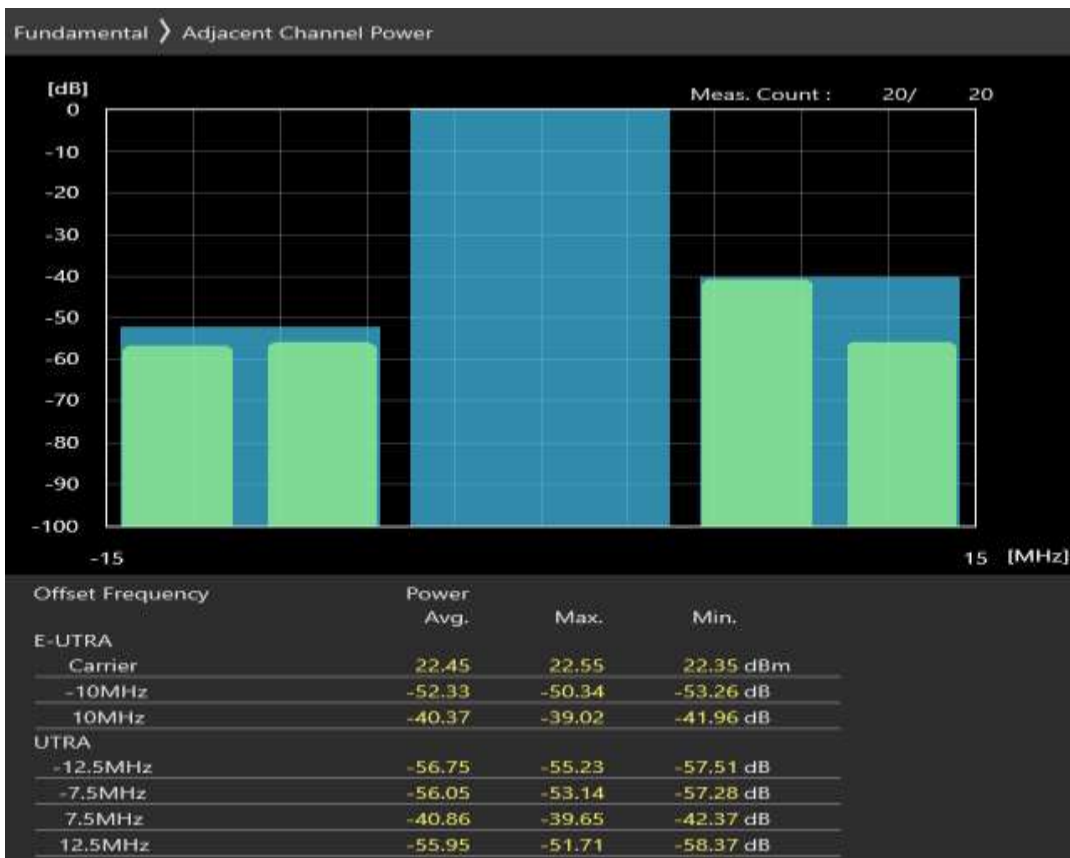 Fundamental ❯ Adjacent Channel Power
[dB]
Meas. Count : 20/ 20
0
-10
-20
-30
-40
-50
-60
-70
-80
-90
-100
-15 15 [MHz]
Offset Frequency Power
Avg. Max. Min.
E-UTRA
Carrier 22.45 22.55 22.35 dBm
-10MHz -52.33 -50.34 -53.26 dB
10MHz -40.37 -39.02 -41.96 dB
UTRA
-12.5MHz -56.75 -55.23 -57.51 dB
-7.5MHz -56.05 -53.14 -57.28 dB
7.5MHz -40.86 -39.65 -42.37 dB
12.5MHz -55.95 -51.71 -58.37 dB